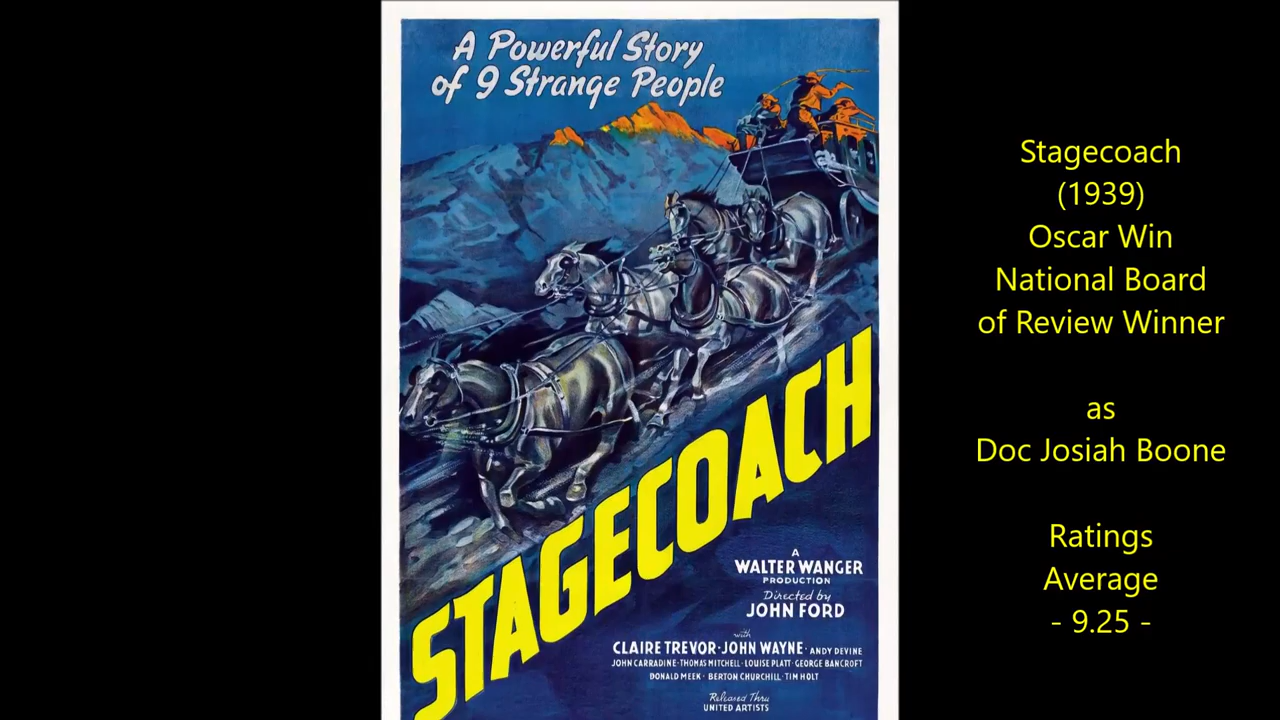 A Powerful Story
of 9 Strange People
STAGECOACH
A
WALTER WANGER
PRODUCTION
Directed by
JOHN FORD
with
CLAIRE TREVOR · JOHN WAYNE · ANDY DEVINE
JOHN CARRADINE · THOMAS MITCHELL · LOUISE PLATT · GEORGE BANCROFT
DONALD MEEK · BERTON CHURCHILL · TIM HOLT
Released Thru
UNITED ARTISTS
Stagecoach
(1939)
Oscar Win
National Board
of Review Winner
as
Doc Josiah Boone
Ratings
Average
- 9.25 -